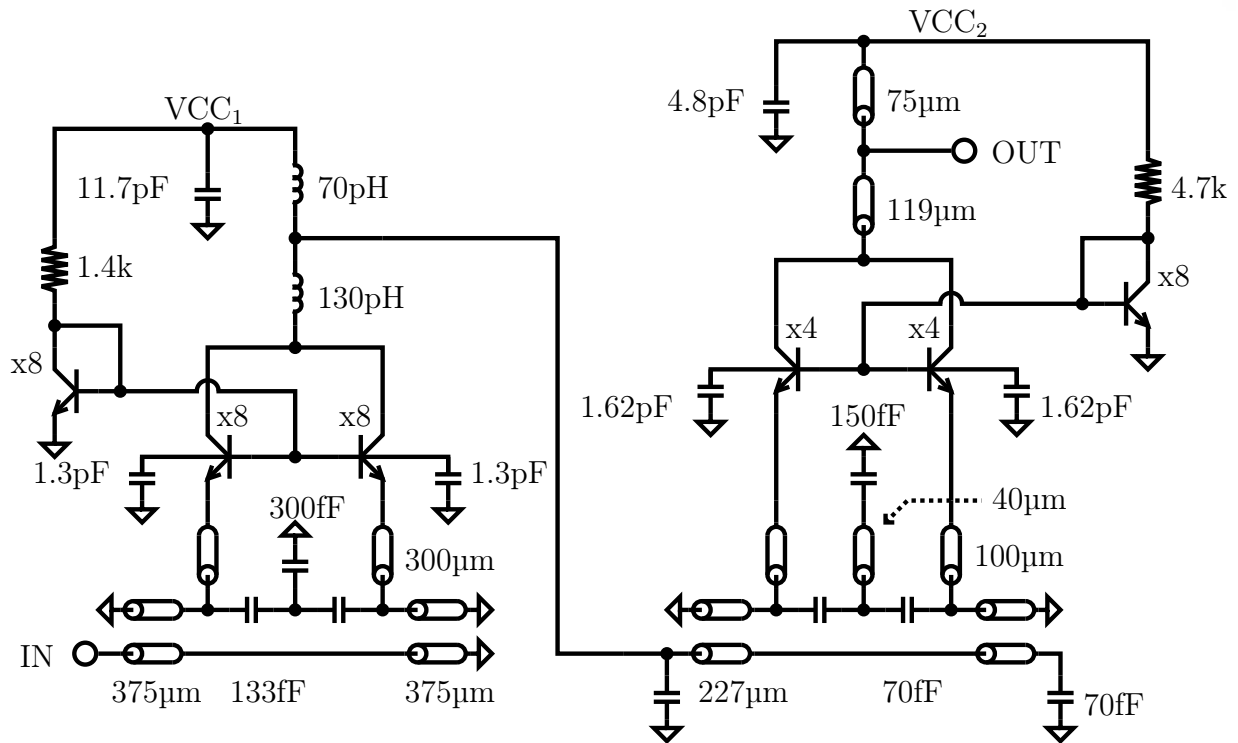 VCC₂
4.8pF
75µm
VCC₁
OUT
11.7pF
70pH
4.7k
119µm
1.4k
130pH
x8
x4
x4
x8
x8
x8
1.62pF
150fF
1.62pF
1.3pF
1.3pF
300fF
40µm
300µm
100µm
IN
375µm
133fF
375µm
227µm
70fF
70fF